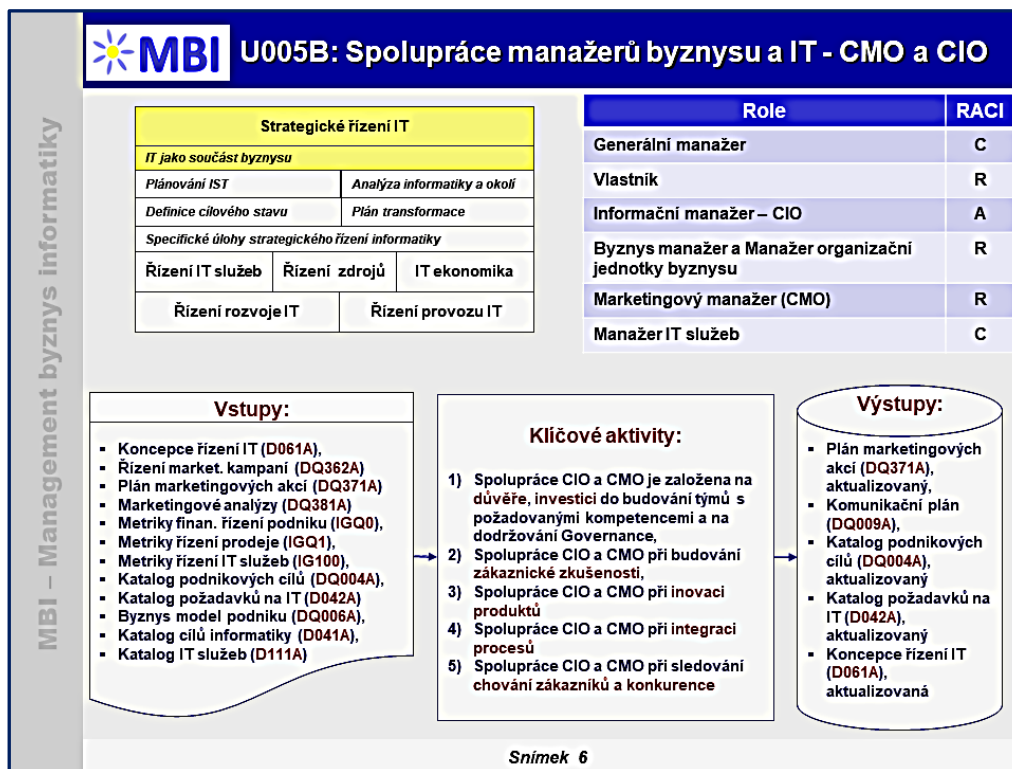 MBI
U005B: Spolupráce manažerů byznysu a IT - CMO a CIO
MBI – Management byznys informatiky
Strategické řízení IT
IT jako součást byznysu
Plánování IST
Analýza informatiky a okolí
Definice cílového stavu
Plán transformace
Specifické úlohy strategického řízení informatiky
Řízení IT služeb
Řízení zdrojů
IT ekonomika
Řízení rozvoje IT
Řízení provozu IT
Role RACI
Generální manažer C
Vlastník R
Informační manažer – CIO A
Byznys manažer a Manažer organizační
jednotky byznysu R
Marketingový manažer (CMO) R
Manažer IT služeb C
Vstupy:
▪ Koncepce řízení IT (D061A),
▪ Řízení market. kampaní (DQ362A)
▪ Plán marketingových akcí (DQ371A)
▪ Marketingové analýzy (DQ381A)
▪ Metriky finan. řízení podniku (IGQ0),
▪ Metriky řízení prodeje (IGQ1),
▪ Metriky řízení IT služeb (IG100),
▪ Katalog podnikových cílů (DQ004A),
▪ Katalog požadavků na IT (D042A),
▪ Byznys model podniku (DQ006A),
▪ Katalog cílů informatiky (D041A),
▪ Katalog IT služeb (D111A)
Klíčové aktivity:
1) Spolupráce CIO a CMO je založena na
důvěře, investici do budování týmů s
požadovanými kompetencemi a na
dodržování Governance,
2) Spolupráce CIO a CMO při budování
zákaznické zkušenosti,
3) Spolupráce CIO a CMO při inovaci
produktů
4) Spolupráce CIO a CMO při integraci
procesů
5) Spolupráce CIO a CMO při sledování
chování zákazníků a konkurence
Výstupy:
▪ Plán marketingových
akcí (DQ371A),
aktualizovaný,
▪ Komunikační plán
(DQ009A),
▪ Katalog podnikových
cílů (DQ004A),
aktualizovaný
▪ Katalog požadavků na
IT (D042A),
aktualizovaný
▪ Koncepce řízení IT
(D061A),
aktualizovaná
Snímek 6